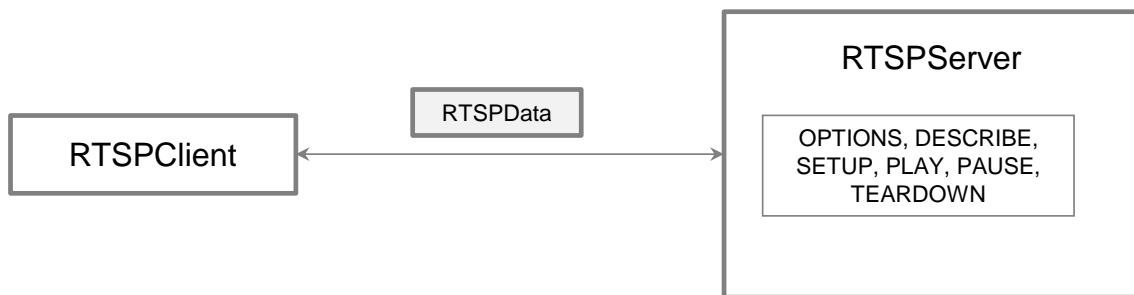 RTSPServer
RTSPData
RTSPClient
OPTIONS, DESCRIBE,
SETUP, PLAY, PAUSE,
TEARDOWN